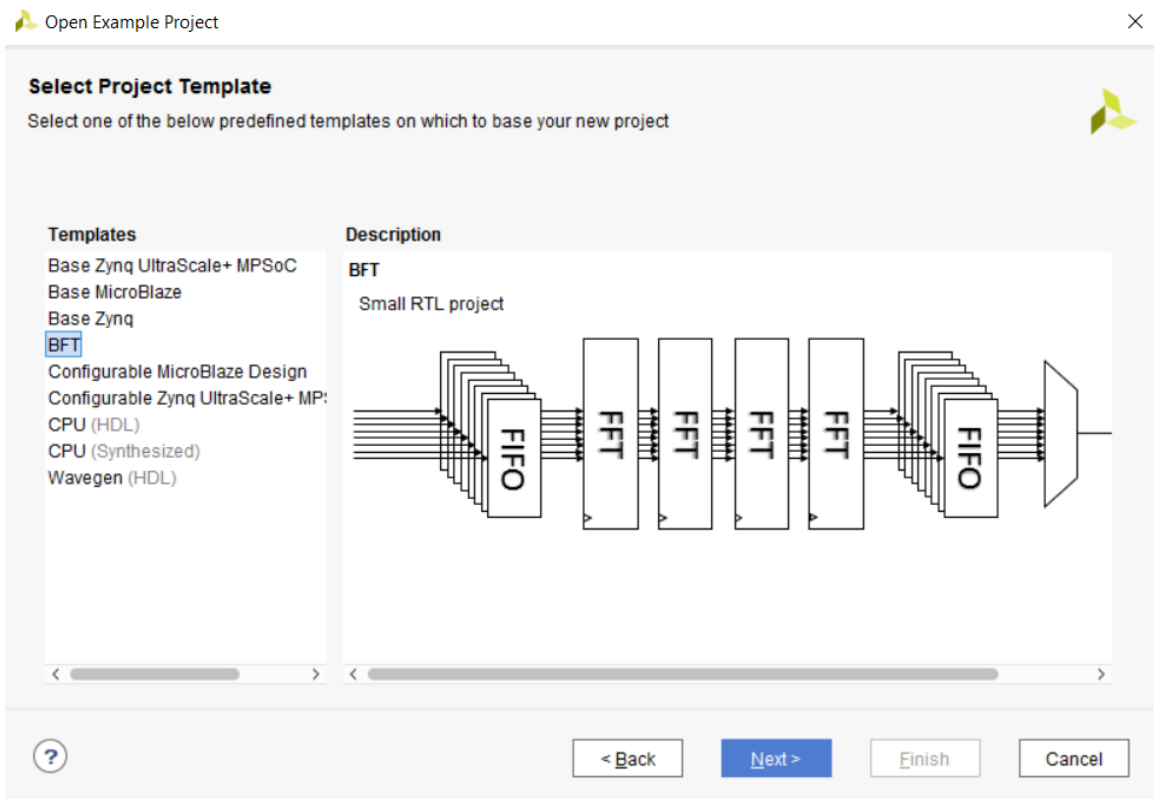 Open Example Project
Select Project Template
Select one of the below predefined templates on which to base your new project
Templates
Base Zynq UltraScale+ MPSoC
Base MicroBlaze
Base Zynq
BFT
Configurable MicroBlaze Design
Configurable Zynq UltraScale+ MP
CPU (HDL)
CPU (Synthesized)
Wavegen (HDL)
Description
BFT
Small RTL project
FIFO
FFT
FFT
FFT
FFT
FIFO
?
< Back
Next >
Finish
Cancel